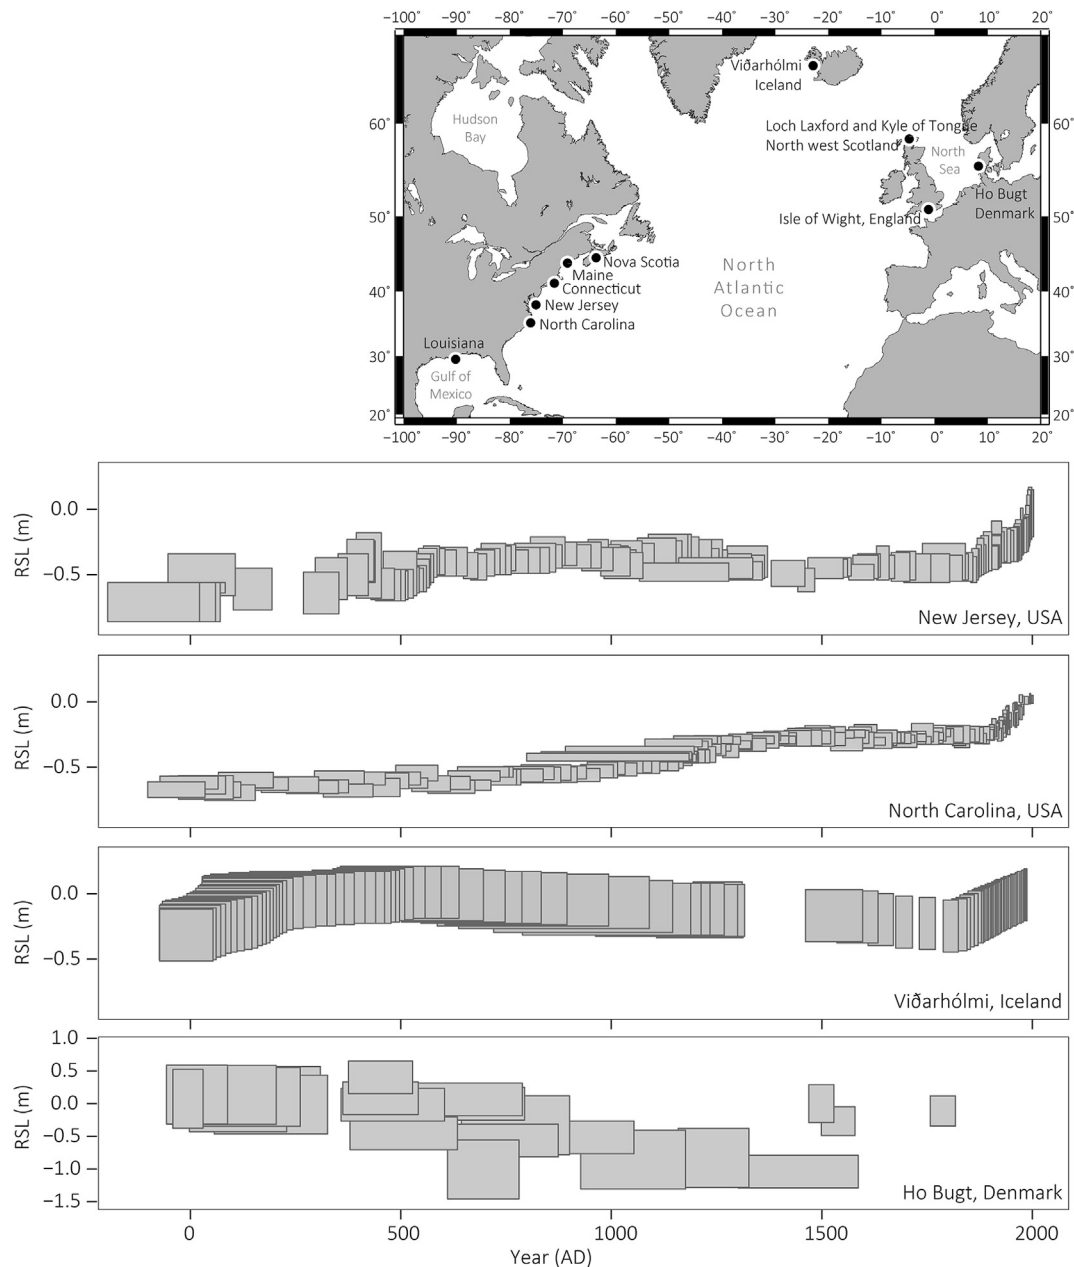 −100˚ −90˚ −80˚ −70˚ −60˚ −50˚ −40˚ −30˚ −20˚ −10˚ 0˚ 10˚ 20˚
Viðarhólmi
Iceland
Hudson
Bay
60˚ 60˚
Loch Laxford and Kyle of Tongue
North west Scotland
North
Sea
Ho Bugt
Denmark
50˚ 50˚
Isle of Wight, England
Nova Scotia
Maine
Connecticut
North
Atlantic
Ocean
40˚ 40˚
New Jersey
North Carolina
Louisiana
30˚ 30˚
Gulf of
Mexico
20˚ 20˚
−100˚ −90˚ −80˚ −70˚ −60˚ −50˚ −40˚ −30˚ −20˚ −10˚ 0˚ 10˚ 20˚
RSL (m)
0.0
−0.5
New Jersey, USA
RSL (m)
0.0
−0.5
North Carolina, USA
RSL (m)
0.0
−0.5
Viðarhólmi, Iceland
RSL (m)
1.0
0.5
0.0
−0.5
−1.0
−1.5
Ho Bugt, Denmark
0 500 1000 1500 2000
Year (AD)